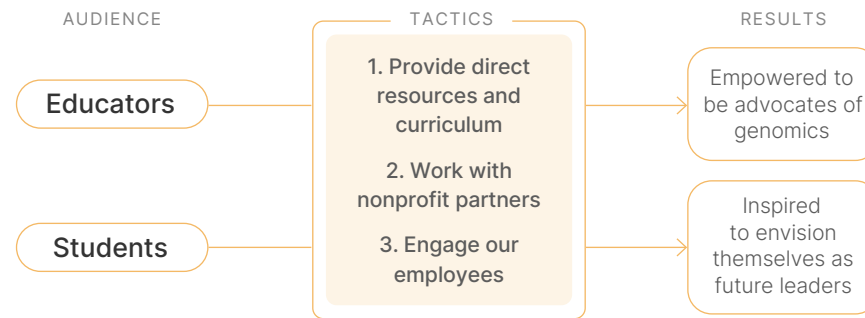 AUDIENCE
TACTICS
RESULTS
Educators
1. Provide direct
resources and
curriculum
2. Work with
nonprofit partners
3. Engage our
employees
Empowered to
be advocates of
genomics
Students
Inspired
to envision
themselves as
future leaders